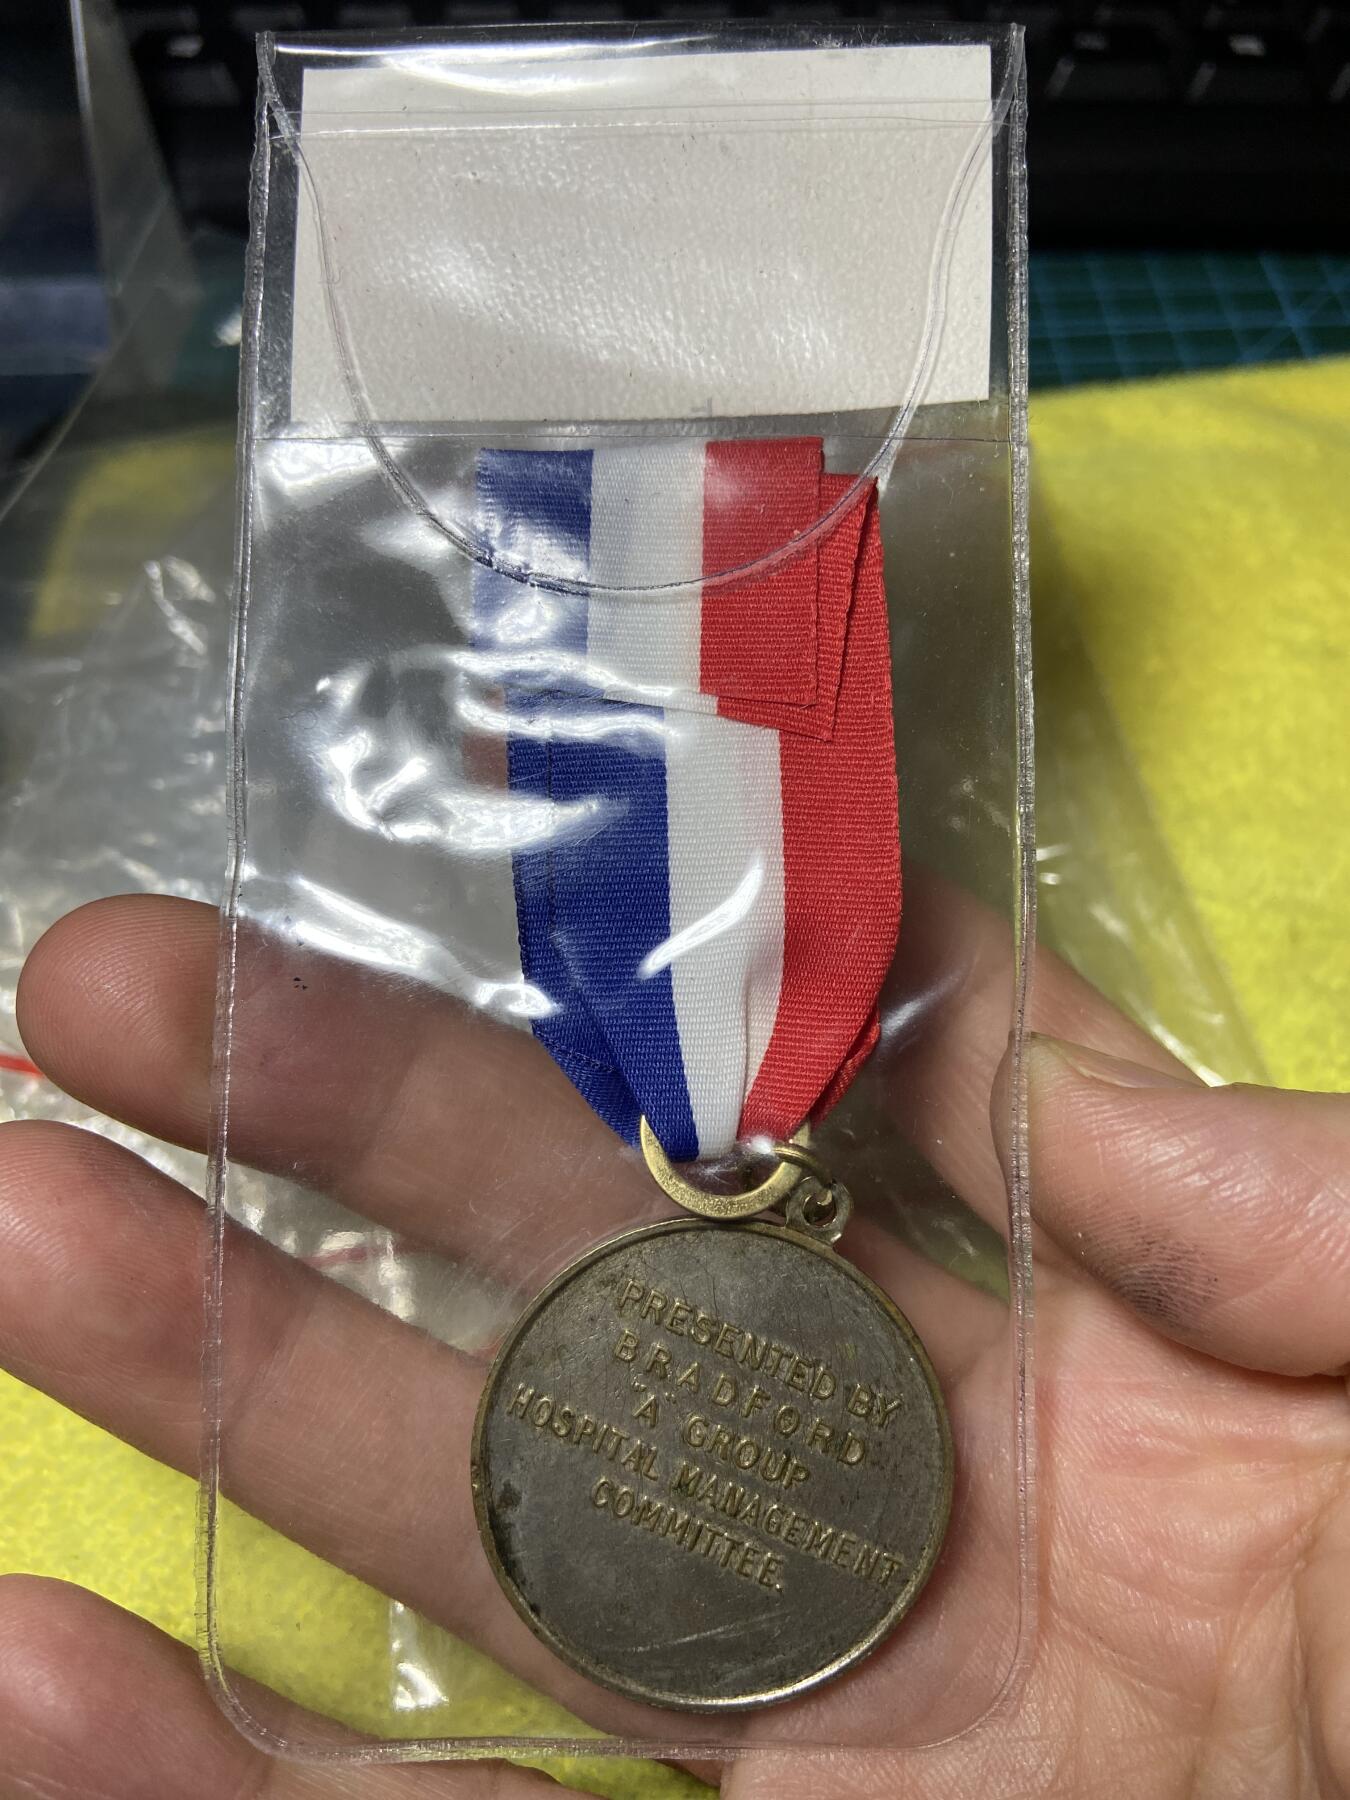 PRESENTED BY
BRADFORD
"A" GROUP
HOSPITAL MANAGEMENT
COMMITTEE.